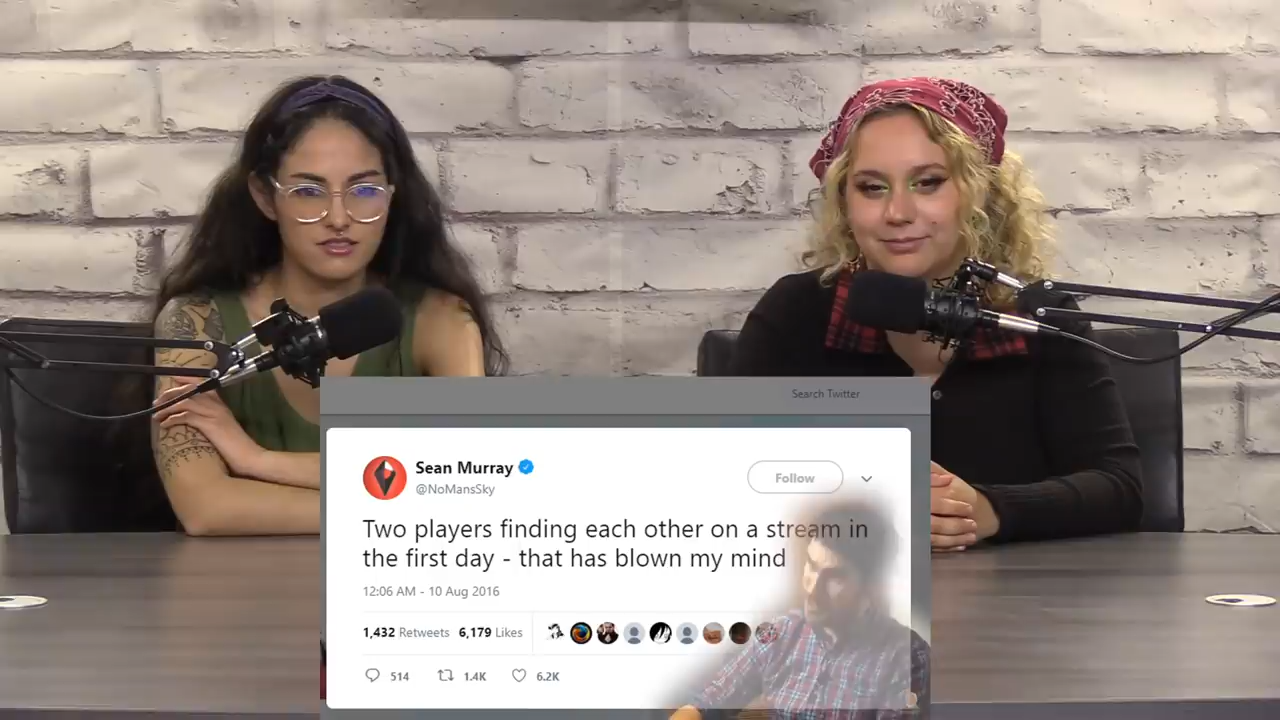 Search Twitter
Sean Murray
@NoMansSky
Follow
Two players finding each other on a stream in
the first day - that has blown my mind
12:06 AM - 10 Aug 2016
1,432 Retweets 6,179 Likes
514 1.4K 6.2K